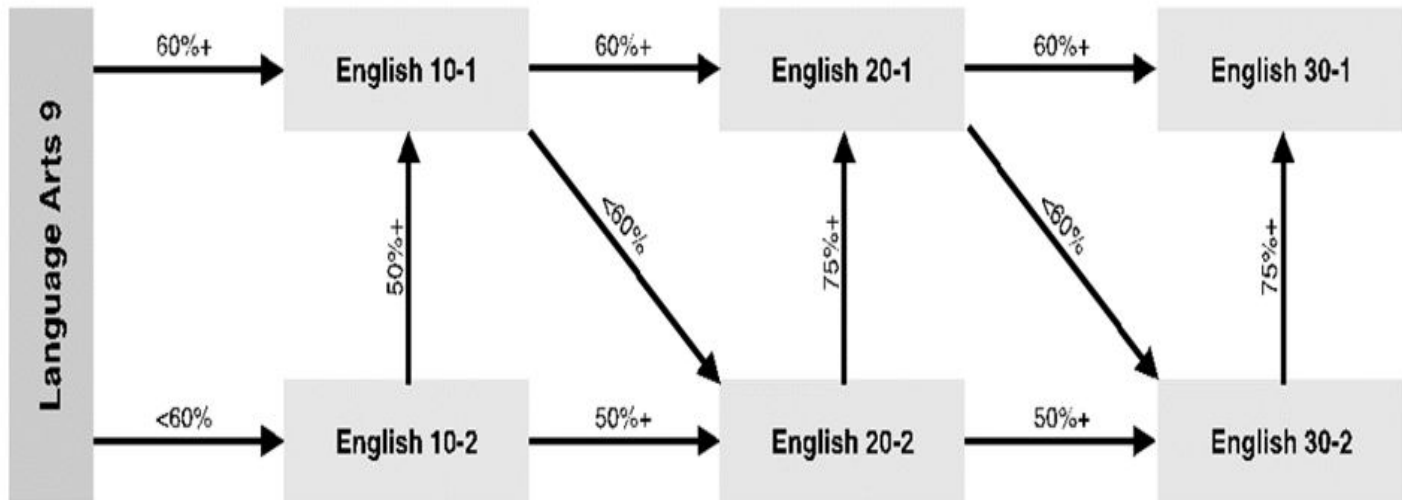 Language Arts 9
60%+
English 10-1
60%+
English 20-1
60%+
English 30-1
50%+
<60%
75%+
<60%
75%+
<60%
English 10-2
50%+
English 20-2
50%+
English 30-2